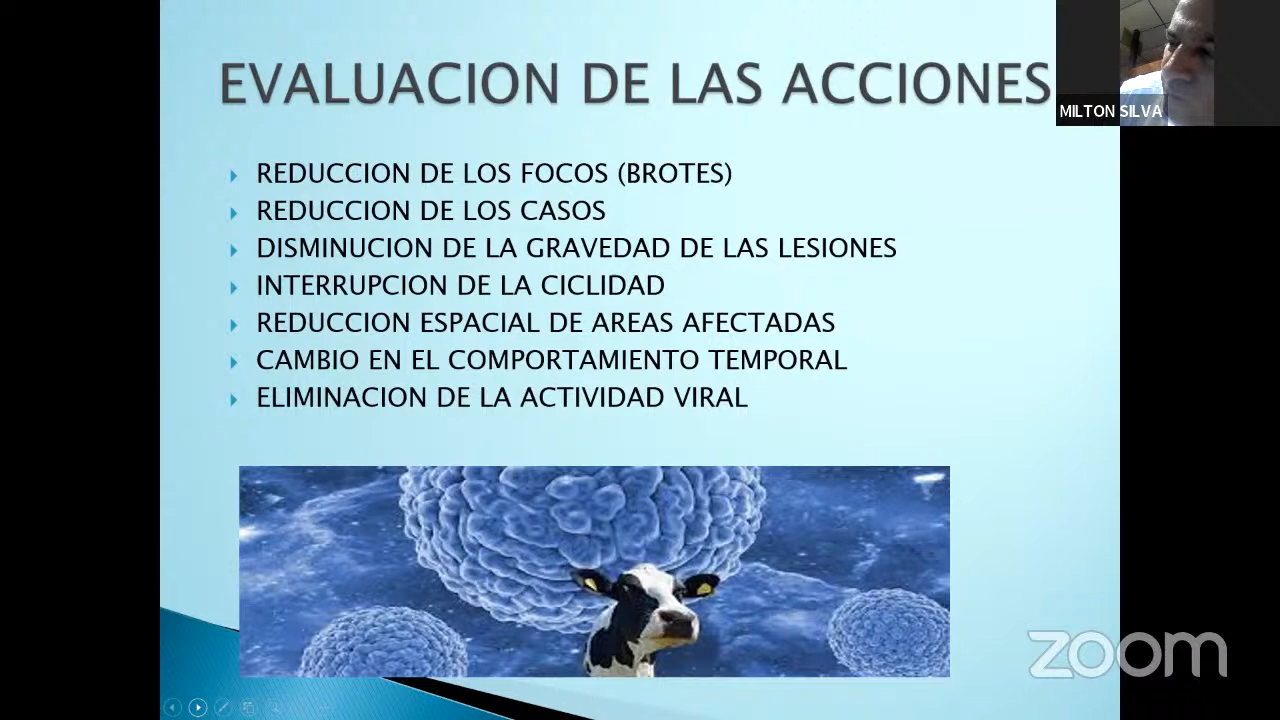 EVALUACION DE LAS ACCIONES
MILTON SILVA
REDUCCION DE LOS FOCOS (BROTES)
REDUCCION DE LOS CASOS
DISMINUCION DE LA GRAVEDAD DE LAS LESIONES
INTERRUPCION DE LA CICLIDAD
REDUCCION ESPACIAL DE AREAS AFECTADAS
CAMBIO EN EL COMPORTAMIENTO TEMPORAL
ELIMINACION DE LA ACTIVIDAD VIRAL
zoom